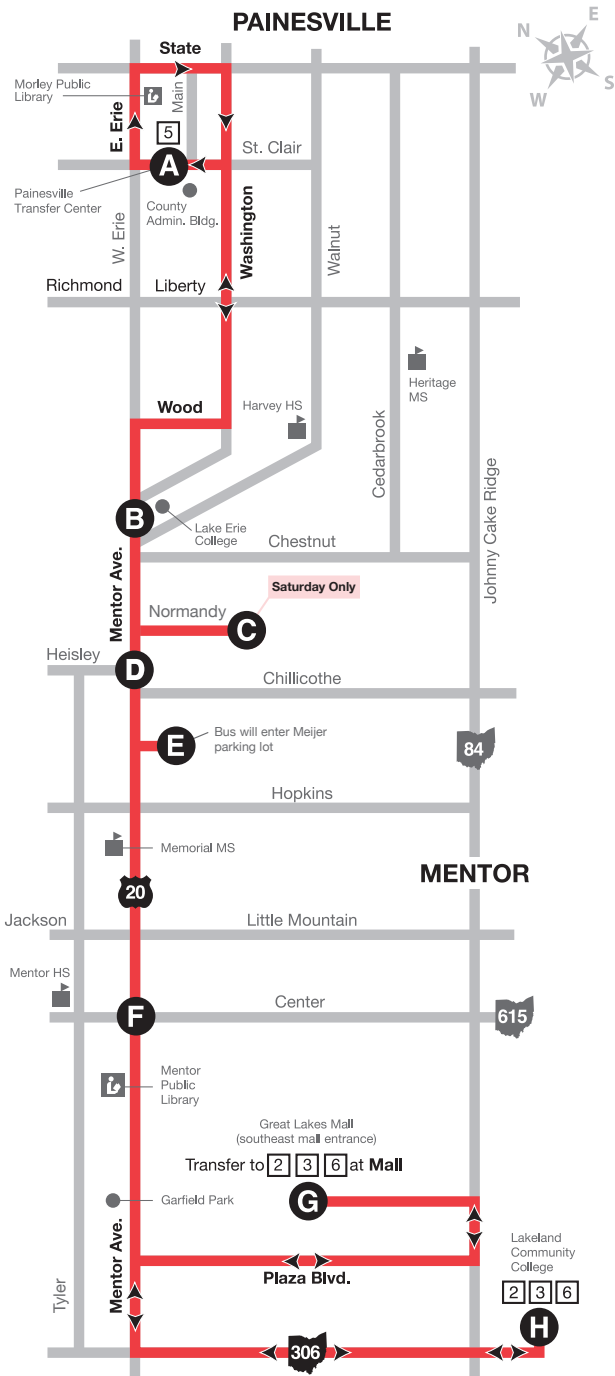 PAINESVILLE
N
E
S
W
State
Morley Public
Library
Main
E. Erie
5
A
St. Clair
Painesville
Transfer Center
County
Admin. Bldg.
W. Erie
Washington
Walnut
Richmond
Liberty
Wood
Harvey HS
Heritage
MS
Cedarbrook
Johnny Cake Ridge
B
Lake Erie
College
Chestnut
Mentor Ave.
Saturday Only
Normandy
C
Heisley
D
Chillicothe
E
Bus will enter Meijer
parking lot
84
Hopkins
Memorial MS
MENTOR
20
Jackson
Little Mountain
Mentor HS
Center
F
615
Mentor
Public
Library
Great Lakes Mall
(southeast mall entrance)
Transfer to 2 3 6 at Mall
G
Garfield Park
Lakeland
Community
College
2 3 6
H
Plaza Blvd.
Tyler
Mentor Ave.
306